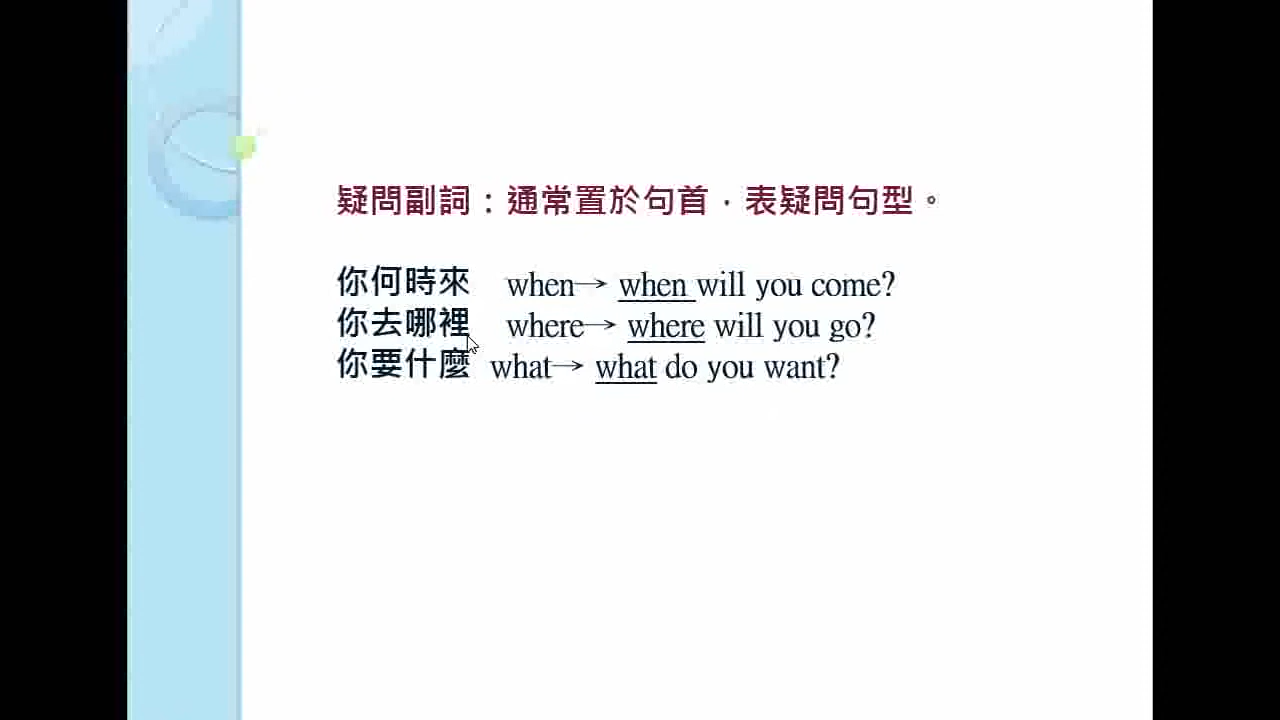 疑問副詞：通常置於句首，表疑問句型。
你何時來 when→ when will you come?
你去哪裡 where→ where will you go?
你要什麼 what→ what do you want?